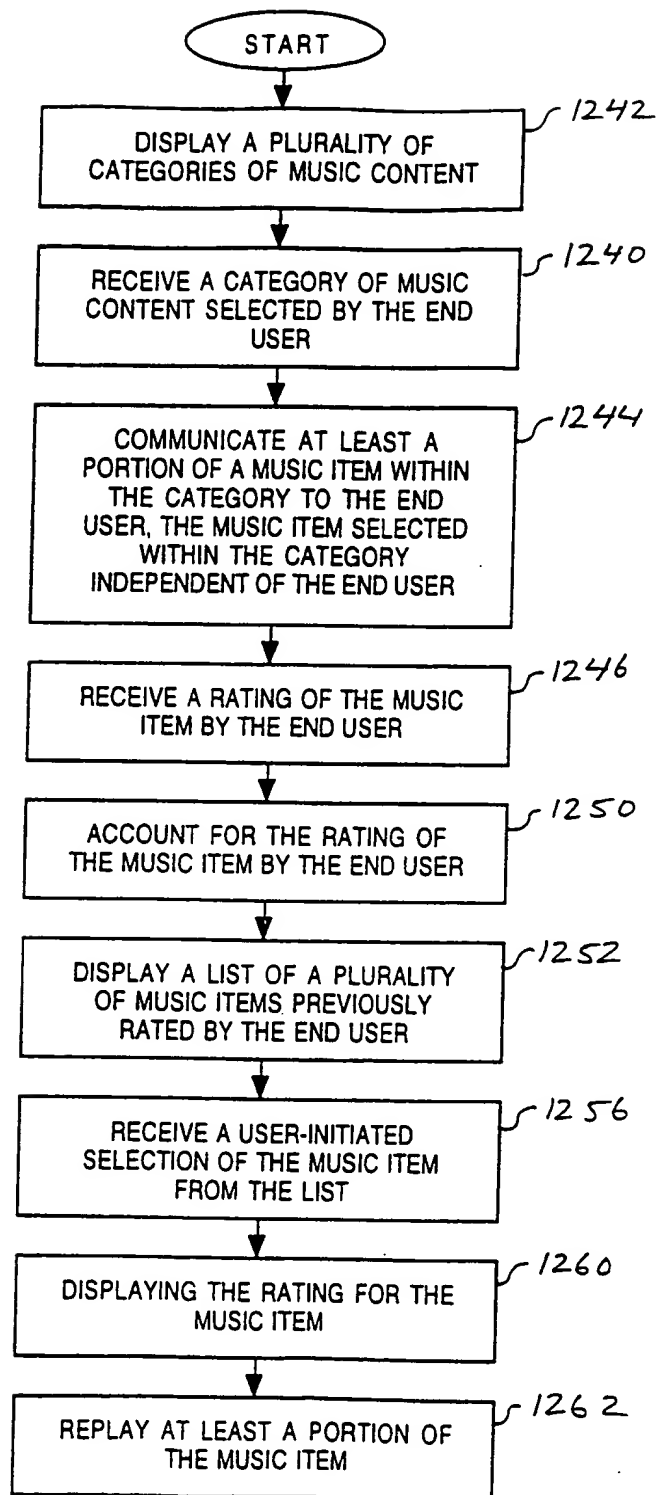 START
1242
DISPLAY A PLURALITY OF
CATEGORIES OF MUSIC CONTENT
1240
RECEIVE A CATEGORY OF MUSIC
CONTENT SELECTED BY THE END
USER
1244
COMMUNICATE AT LEAST A
PORTION OF A MUSIC ITEM WITHIN
THE CATEGORY TO THE END
USER, THE MUSIC ITEM SELECTED
WITHIN THE CATEGORY
INDEPENDENT OF THE END USER
1246
RECEIVE A RATING OF THE MUSIC
ITEM BY THE END USER
1250
ACCOUNT FOR THE RATING OF
THE MUSIC ITEM BY THE END USER
1252
DISPLAY A LIST OF A PLURALITY
OF MUSIC ITEMS PREVIOUSLY
RATED BY THE END USER
1256
RECEIVE A USER-INITIATED
SELECTION OF THE MUSIC ITEM
FROM THE LIST
1260
DISPLAYING THE RATING FOR THE
MUSIC ITEM
1262
REPLAY AT LEAST A PORTION OF
THE MUSIC ITEM